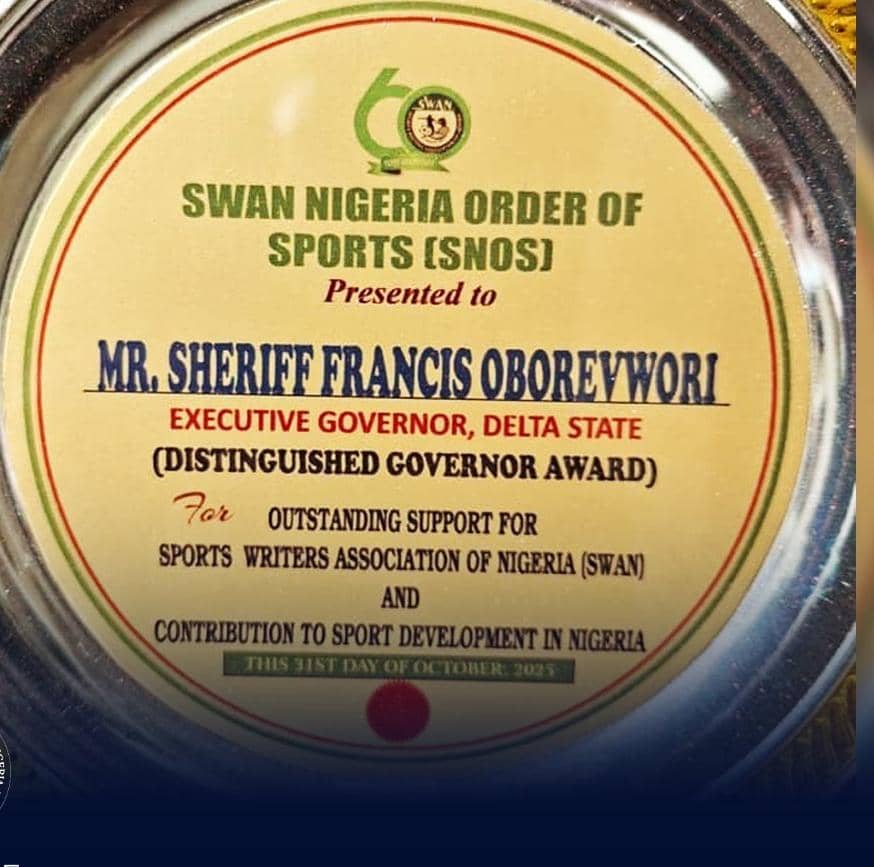 SWAN
SWAN NIGERIA ORDER OF
SPORTS (SNOS)
Presented to
MR. SHERIFF FRANCIS OBOREVWORI
EXECUTIVE GOVERNOR, DELTA STATE
(DISTINGUISHED GOVERNOR AWARD)
For OUTSTANDING SUPPORT FOR
SPORTS WRITERS ASSOCIATION OF NIGERIA (SWAN)
AND
CONTRIBUTION TO SPORT DEVELOPMENT IN NIGERIA
THIS 31ST DAY OF OCTOBER, 2025